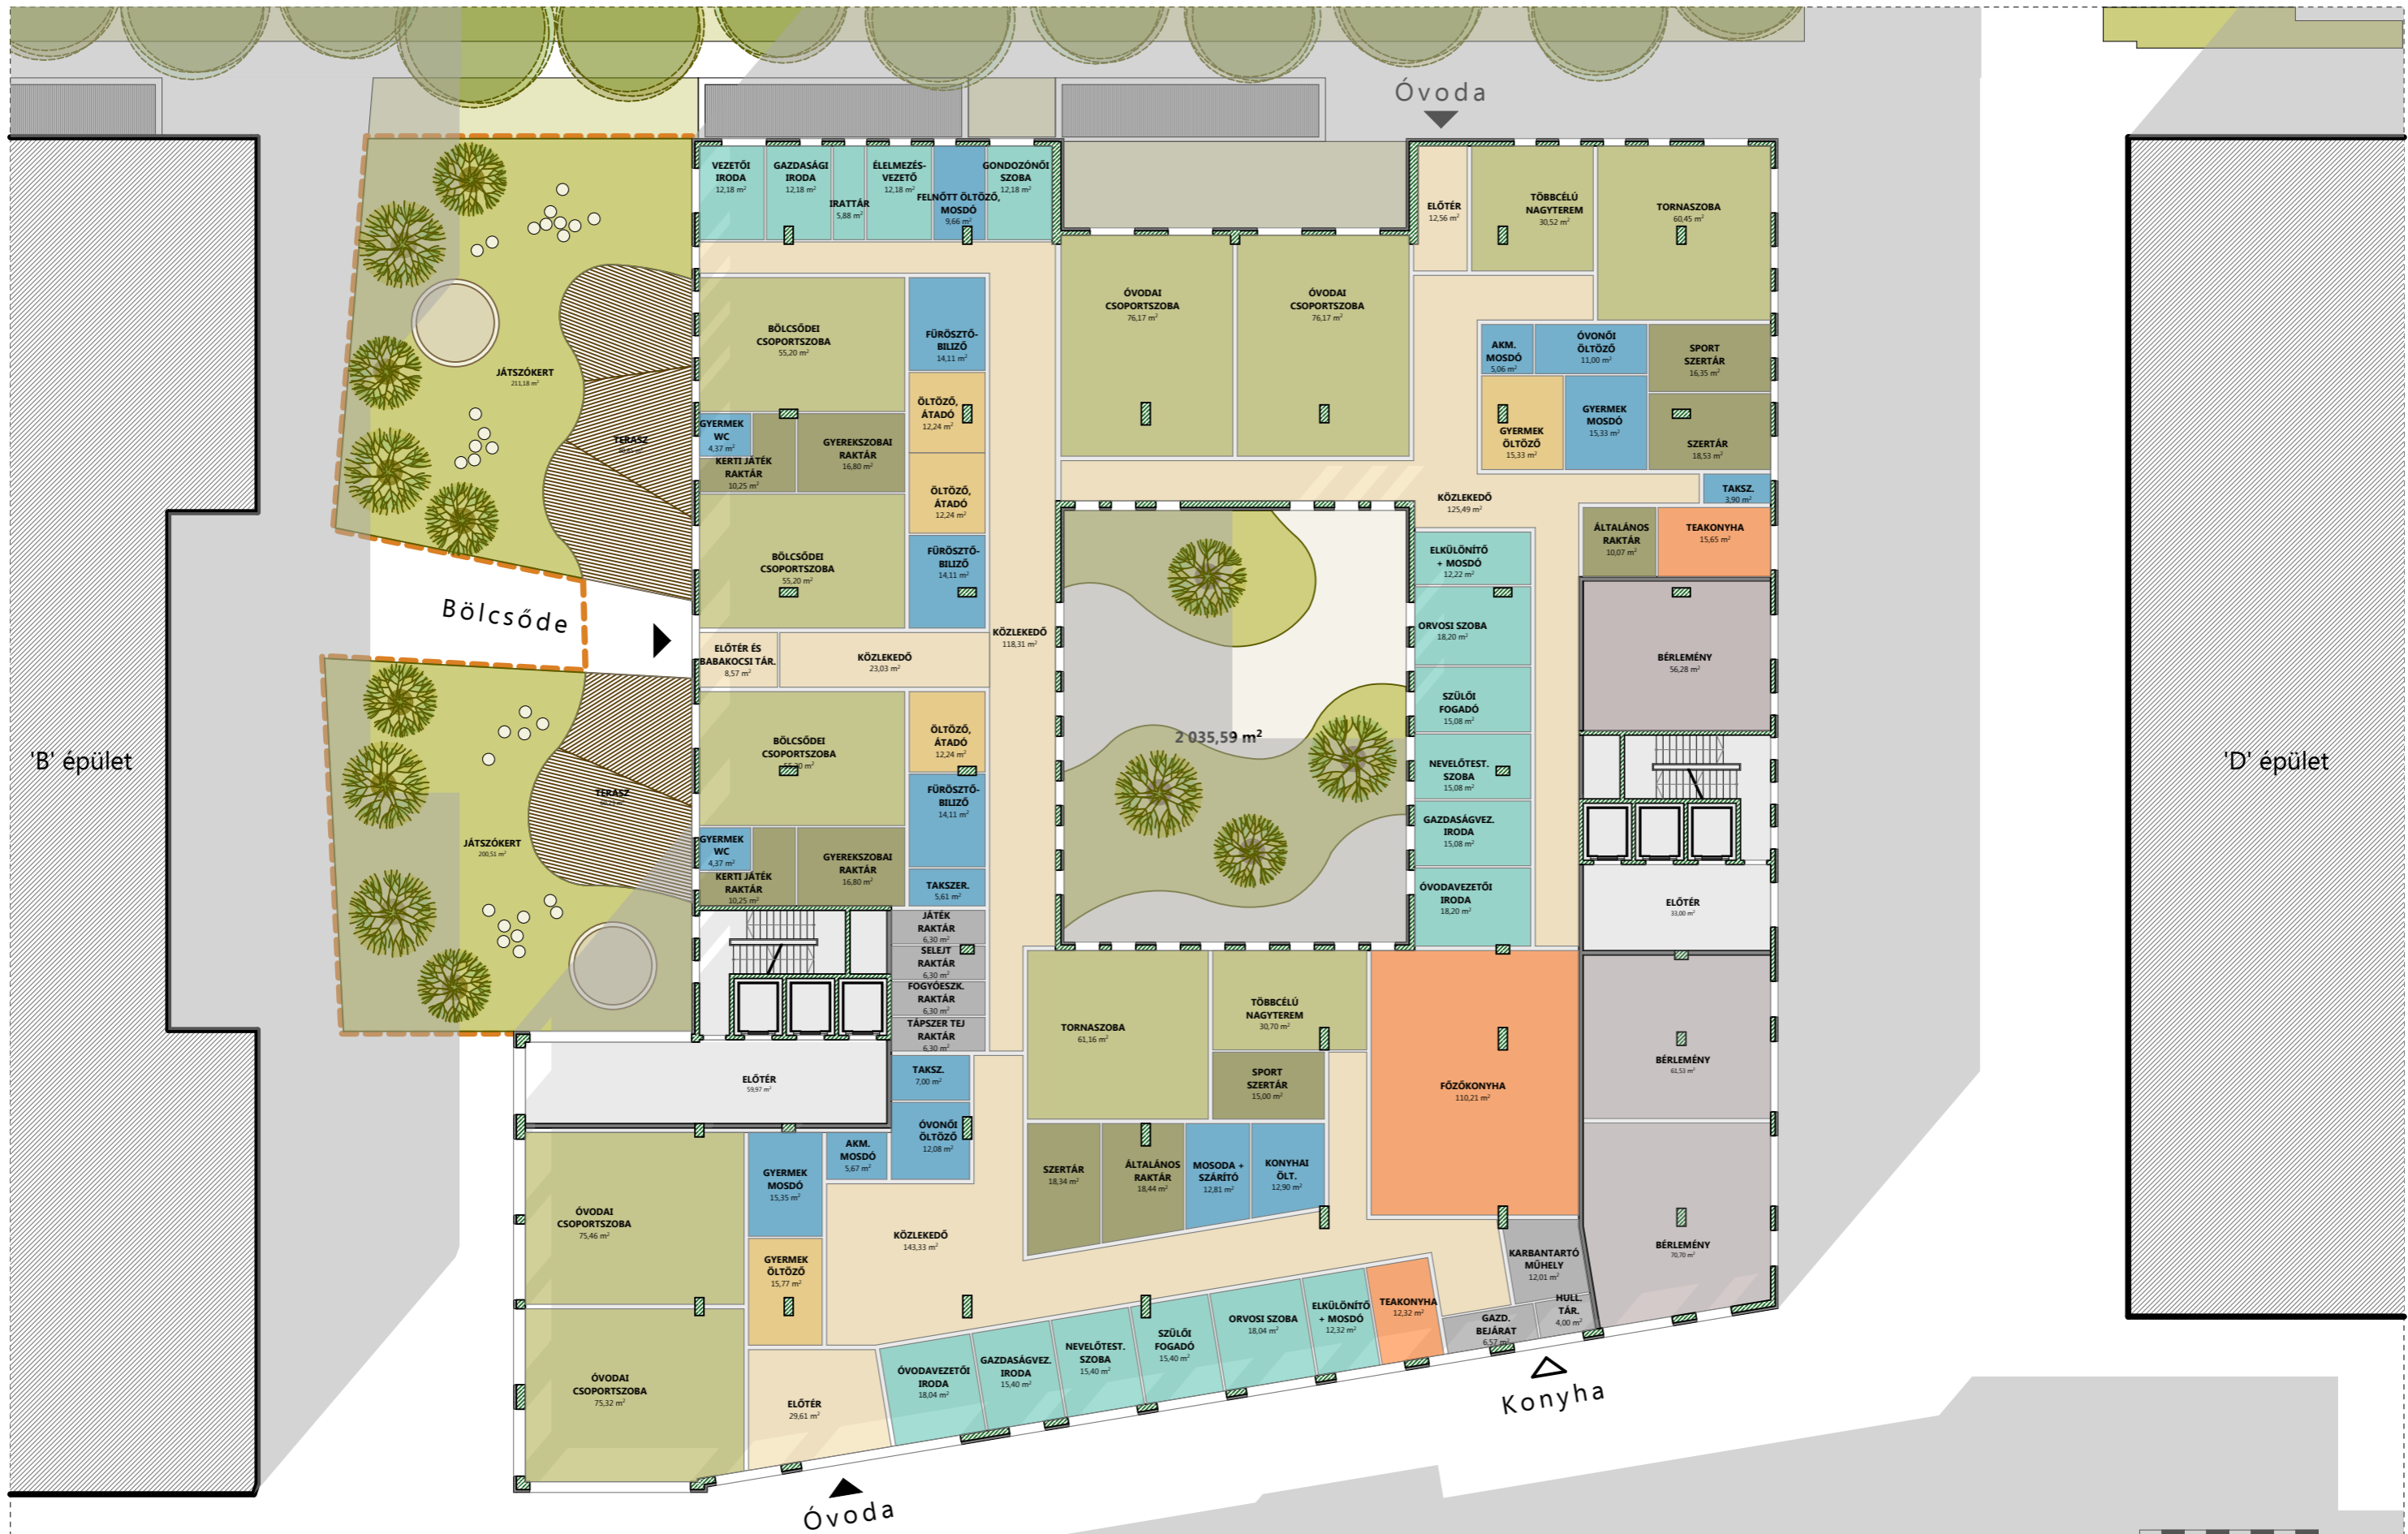 Óvoda
VEZETŐI
IRODA
12,18 m²
GAZDASÁGI
IRODA
12,18 m²
IRATTÁR
5,88 m²
ÉLELMEZÉS-
VEZETŐ
12,18 m²
FELNŐTT ÖLTÖZŐ,
MOSDÓ
9,66 m²
GONDOZÓNŐI
SZOBA
12,18 m²
ELŐTÉR
12,56 m²
TÖBBCÉLÚ
NAGYTEREM
30,52 m²
TORNASZOBA
60,45 m²
ÓVODAI
CSOPORTSZOBA
76,17 m²
ÓVODAI
CSOPORTSZOBA
76,17 m²
BÖLCSŐDEI
CSOPORTSZOBA
55,20 m²
FÜRÖSZTŐ-
BILIZŐ
14,11 m²
AKM.
MOSDÓ
5,06 m²
ÓVONŐI
ÖLTÖZŐ
11,00 m²
SPORT
SZERTÁR
16,35 m²
JÁTSZÓKERT
211,18 m²
TERASZ
ÖLTÖZŐ,
ÁTADÓ
12,24 m²
GYERMEK
WC
4,37 m²
KERTI JÁTÉK
RAKTÁR
10,25 m²
GYEREKSZOBAI
RAKTÁR
16,80 m²
GYERMEK
ÖLTÖZŐ
15,33 m²
GYERMEK
MOSDÓ
15,33 m²
SZERTÁR
18,53 m²
ÖLTÖZŐ,
ÁTADÓ
12,24 m²
KÖZLEKEDŐ
125,49 m²
TAKSZ.
3,90 m²
ÁLTALÁNOS
RAKTÁR
10,07 m²
TEAKONYHA
15,65 m²
BÖLCSŐDEI
CSOPORTSZOBA
55,20 m²
FÜRÖSZTŐ-
BILIZŐ
14,11 m²
ELKÜLÖNÍTŐ
+ MOSDÓ
12,22 m²
Bölcsőde
ORVOSI SZOBA
18,20 m²
ELŐTÉR ÉS
BABAKOCSI TÁR.
8,57 m²
KÖZLEKEDŐ
23,03 m²
KÖZLEKEDŐ
118,31 m²
BÉRLEMÉNY
56,28 m²
SZÜLŐI
FOGADÓ
15,08 m²
'B' épület
BÖLCSŐDEI
CSOPORTSZOBA
55,20 m²
ÖLTÖZŐ,
ÁTADÓ
12,24 m²
2 035,59 m²
NEVELŐTEST.
SZOBA
15,08 m²
'D' épület
TERASZ
FÜRÖSZTŐ-
BILIZŐ
14,11 m²
GAZDASÁGVEZ.
IRODA
15,08 m²
JÁTSZÓKERT
200,51 m²
GYERMEK
WC
4,37 m²
KERTI JÁTÉK
RAKTÁR
10,25 m²
GYEREKSZOBAI
RAKTÁR
16,80 m²
TAKSZER.
5,61 m²
ÓVODAVEZETŐI
IRODA
18,20 m²
ELŐTÉR
33,00 m²
JÁTÉK
RAKTÁR
6,30 m²
SELEJT
RAKTÁR
6,30 m²
FOGYÓESZK.
RAKTÁR
6,30 m²
TÁPSZER TEJ
RAKTÁR
6,30 m²
TORNASZOBA
61,16 m²
TÖBBCÉLÚ
NAGYTEREM
30,70 m²
FŐZŐKONYHA
110,21 m²
BÉRLEMÉNY
61,53 m²
ELŐTÉR
59,97 m²
TAKSZ.
7,00 m²
SPORT
SZERTÁR
15,00 m²
ÓVONŐI
ÖLTÖZŐ
12,08 m²
AKM.
MOSDÓ
5,67 m²
GYERMEK
MOSDÓ
15,35 m²
SZERTÁR
18,34 m²
ÁLTALÁNOS
RAKTÁR
18,44 m²
MOSODA +
SZÁRÍTÓ
12,81 m²
KONYHAI
ÖLT.
12,90 m²
ÓVODAI
CSOPORTSZOBA
75,46 m²
KÖZLEKEDŐ
143,33 m²
GYERMEK
ÖLTÖZŐ
15,77 m²
KARBANTARTÓ
MŰHELY
12,01 m²
BÉRLEMÉNY
70,70 m²
HULL.
TÁR.
4,00 m²
GAZD.
BEJÁRAT
6,57 m²
TEAKONYHA
12,32 m²
ELKÜLÖNÍTŐ
+ MOSDÓ
12,32 m²
ORVOSI SZOBA
18,04 m²
SZÜLŐI
FOGADÓ
15,40 m²
NEVELŐTEST.
SZOBA
15,40 m²
GAZDASÁGVEZ.
IRODA
15,40 m²
ÓVODAVEZETŐI
IRODA
18,04 m²
ÓVODAI
CSOPORTSZOBA
75,32 m²
ELŐTÉR
29,61 m²
Konyha
Óvoda